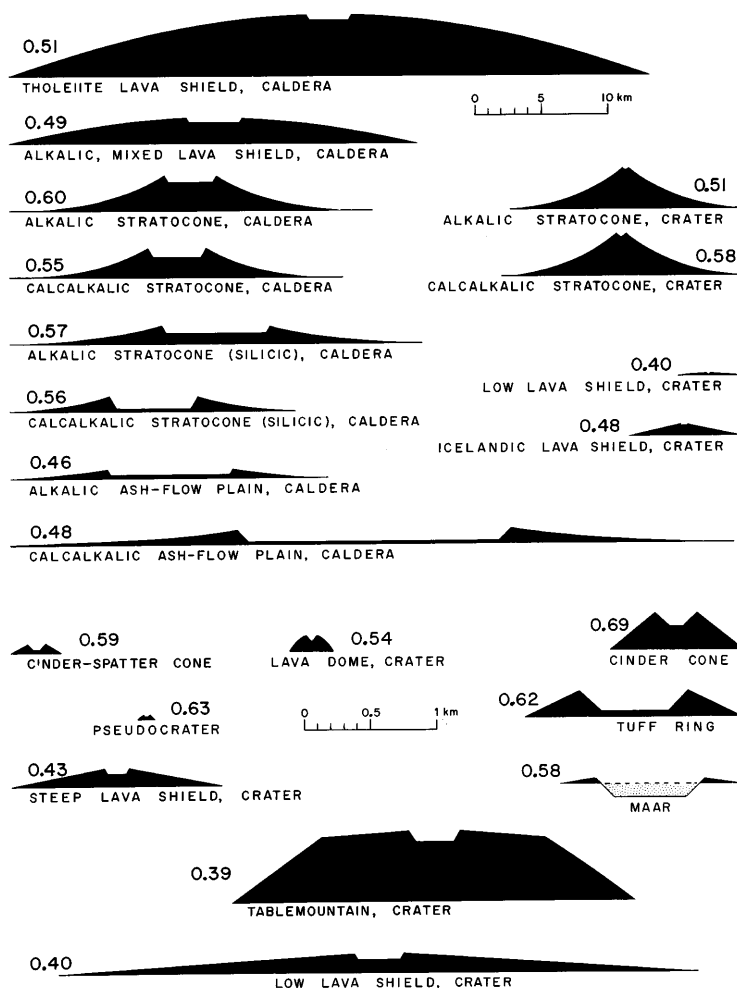 0.51
THOLEIITE LAVA SHIELD, CALDERA
0 5 10 km
0.49
ALKALIC, MIXED LAVA SHIELD, CALDERA
0.60
ALKALIC STRATOCONE, CALDERA
0.51
ALKALIC STRATOCONE, CRATER
0.55
CALCALKALIC STRATOCONE, CALDERA
0.58
CALCALKALIC STRATOCONE, CRATER
0.57
ALKALIC STRATOCONE (SILICIC), CALDERA
0.40
LOW LAVA SHIELD, CRATER
0.56
CALCALKALIC STRATOCONE (SILICIC), CALDERA
0.48
ICELANDIC LAVA SHIELD, CRATER
0.46
ALKALIC ASH-FLOW PLAIN, CALDERA
0.48
CALCALKALIC ASH-FLOW PLAIN, CALDERA
0.59
CINDER-SPATTER CONE
0.54
LAVA DOME, CRATER
0.69
CINDER CONE
0.63
PSEUDOCRATER
0 0.5 1 km
0.62
TUFF RING
0.43
STEEP LAVA SHIELD, CRATER
0.58
MAAR
0.39
TABLEMOUNTAIN, CRATER
0.40
LOW LAVA SHIELD, CRATER